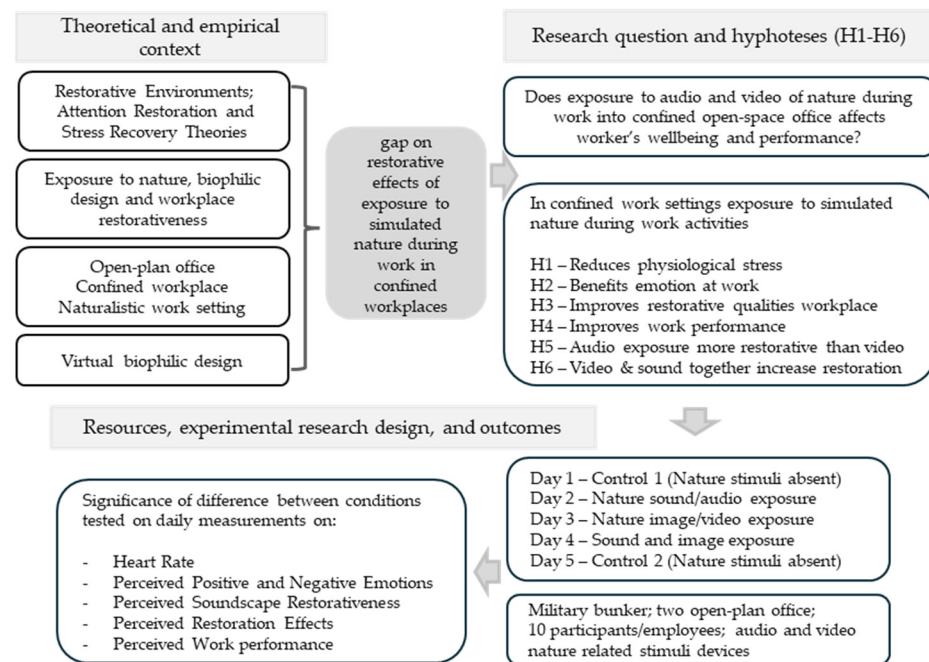 Theoretical and empirical
context
Restorative Environments;
Attention Restoration and
Stress Recovery Theories
Exposure to nature, biophilic
design and workplace
restorativeness
Open-plan office
Confined workplace
Naturalistic work setting
Virtual biophilic design
gap on
restorative
effects of
exposure to
simulated
nature during
work in
confined
workplaces
Research question and hyphoteses (H1-H6)
Does exposure to audio and video of nature during
work into confined open-space office affects
worker's wellbeing and performance?
In confined work settings exposure to simulated
nature during work activities
H1 – Reduces physiological stress
H2 – Benefits emotion at work
H3 – Improves restorative qualities workplace
H4 – Improves work performance
H5 – Audio exposure more restorative than video
H6 – Video & sound together increase restoration
Resources, experimental research design, and outcomes
Day 1 – Control 1 (Nature stimuli absent)
Day 2 – Nature sound/audio exposure
Day 3 – Nature image/video exposure
Day 4 – Sound and image exposure
Day 5 – Control 2 (Nature stimuli absent)
Military bunker; two open-plan office;
10 participants/employees; audio and video
nature related stimuli devices
Significance of difference between conditions
tested on daily measurements on:
- Heart Rate
- Perceived Positive and Negative Emotions
- Perceived Soundscape Restorativeness
- Perceived Restoration Effects
- Perceived Work performance